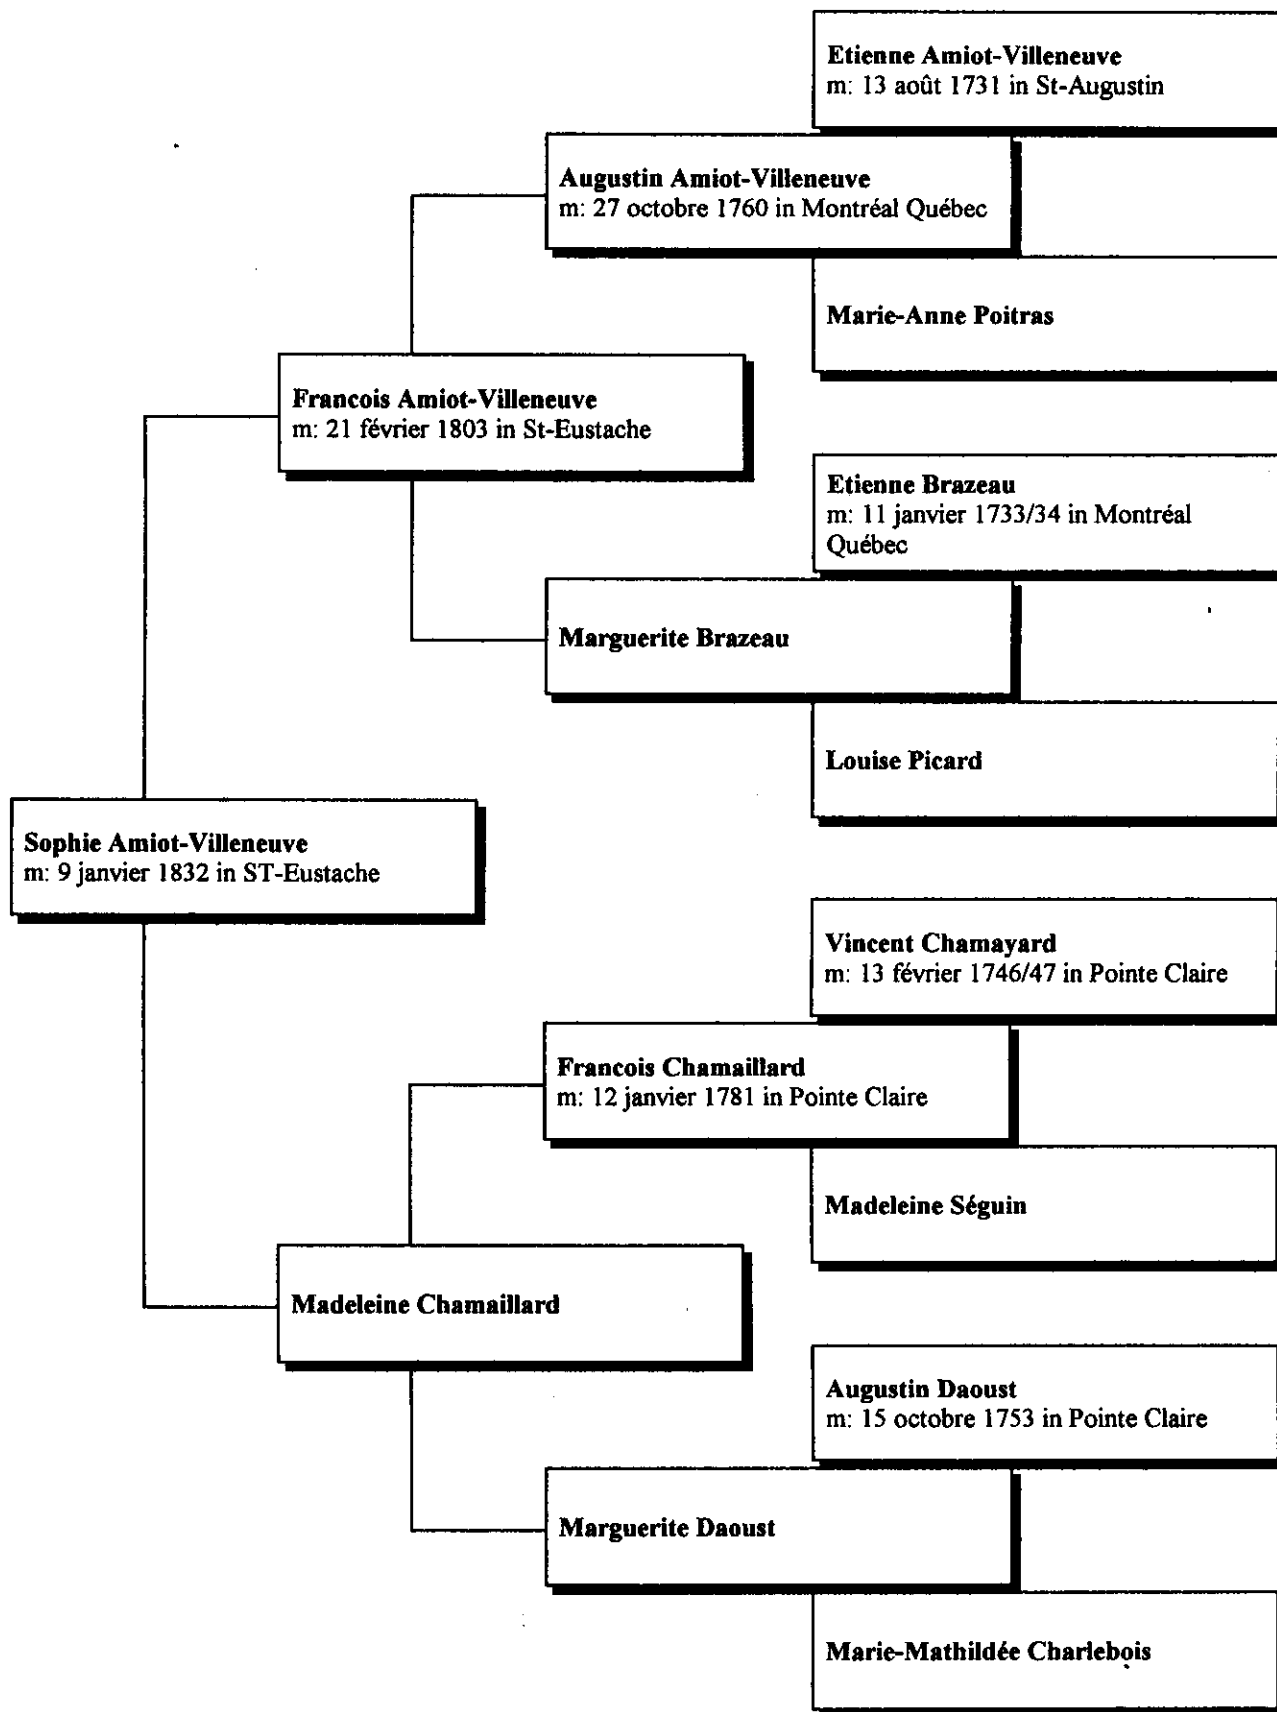 Etienne Amiot-Villeneuve
m: 13 août 1731 in St-Augustin
Augustin Amiot-Villeneuve
m: 27 octobre 1760 in Montréal Québec
Marie-Anne Poitras
Francois Amiot-Villeneuve
m: 21 février 1803 in St-Eustache
Etienne Brazeau
m: 11 janvier 1733/34 in Montréal
Québec
Marguerite Brazeau
Louise Picard
Sophie Amiot-Villeneuve
m: 9 janvier 1832 in ST-Eustache
Vincent Chamayard
m: 13 février 1746/47 in Pointe Claire
Francois Chamaillard
m: 12 janvier 1781 in Pointe Claire
Madeleine Séguin
Madeleine Chamaillard
Augustin Daoust
m: 15 octobre 1753 in Pointe Claire
Marguerite Daoust
Marie-Mathildée Charlebois